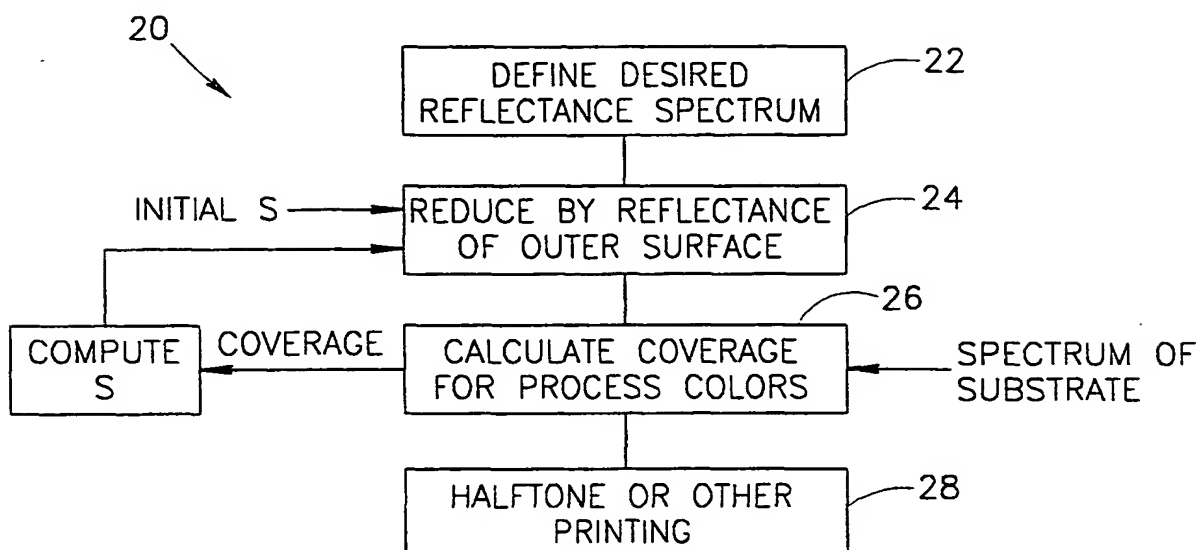 20
DEFINE DESIRED
REFLECTANCE SPECTRUM
22
INITIAL S
REDUCE BY REFLECTANCE
OF OUTER SURFACE
24
COMPUTE
S
COVERAGE
CALCULATE COVERAGE
FOR PROCESS COLORS
26
SPECTRUM OF
SUBSTRATE
HALFTONE OR OTHER
PRINTING
28